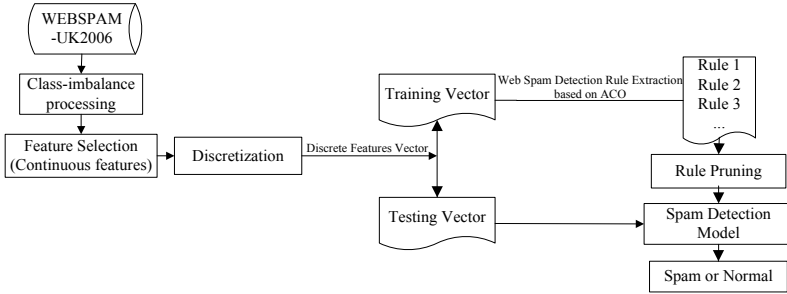 WEBSPAM
-UK2006
Class-imbalance
processing
Feature Selection
(Continuous features)
Discretization
Discrete Features Vector
Training Vector
Web Spam Detection Rule Extraction
based on ACO
Rule 1
Rule 2
Rule 3
...
Rule Pruning
Testing Vector
Spam Detection
Model
Spam or Normal